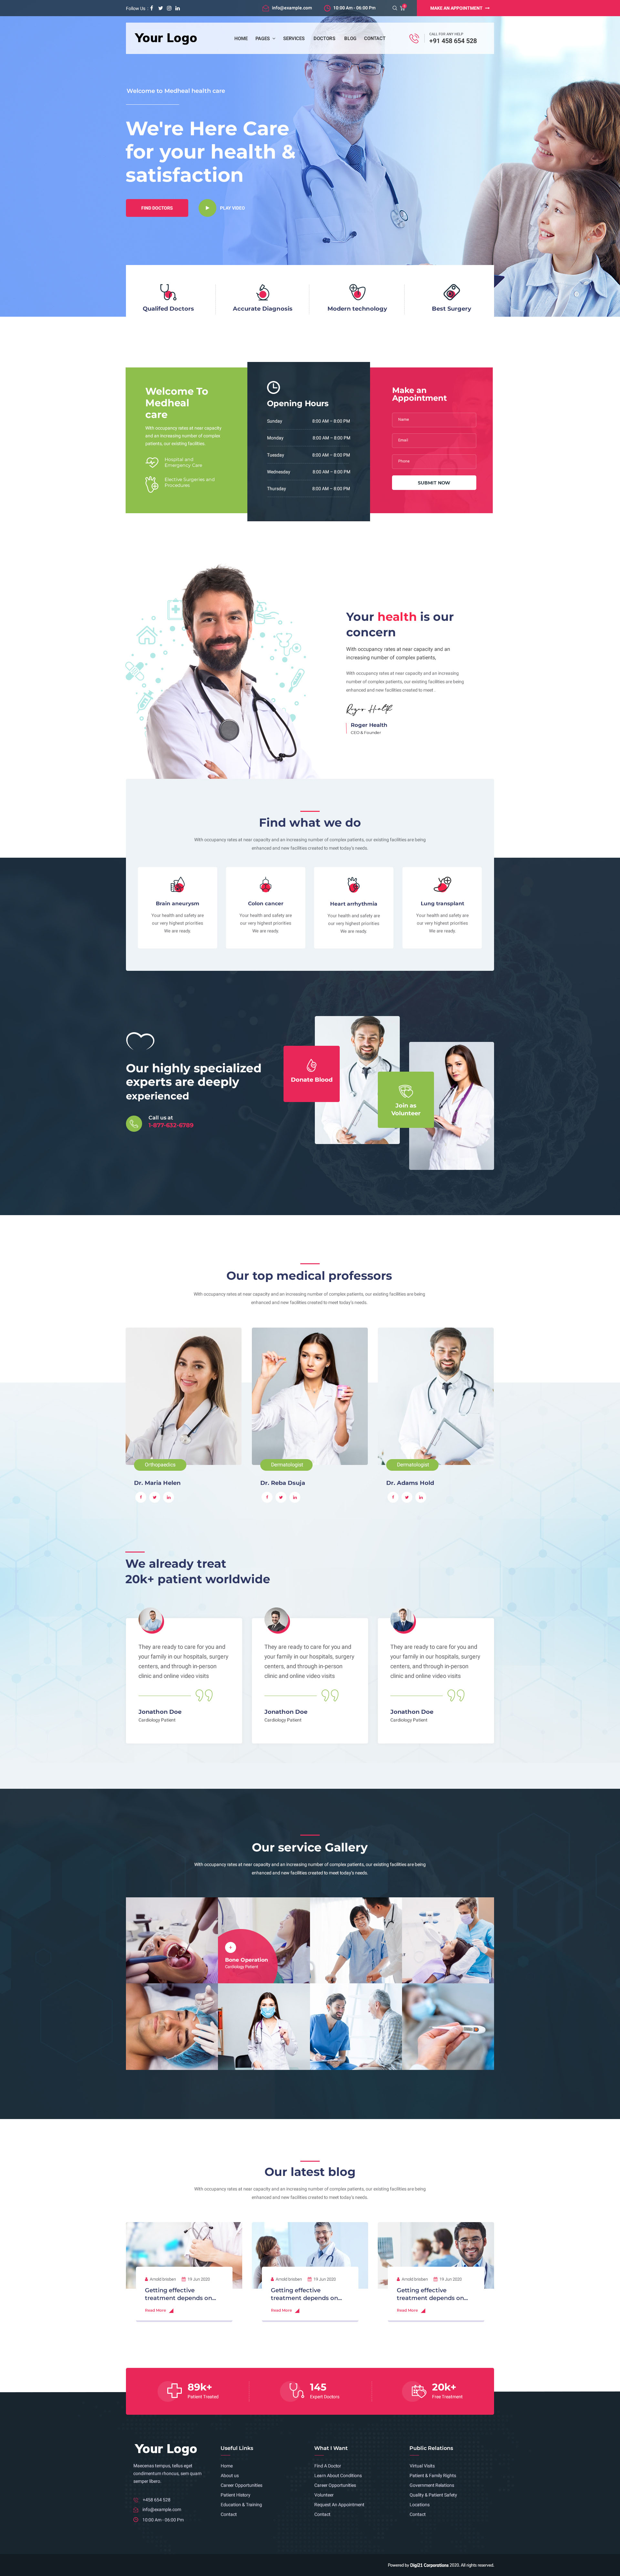 Follow Us :
info@example.com
10:00 Am - 06:00 Pm
MAKE AN APPOINTMENT
Your Logo
HOME
PAGES
SERVICES
DOCTORS
BLOG
CONTACT
CALL FOR ANY HELP
+91 458 654 528
Welcome to Medheal health care
We're Here Care
for your health &
satisfaction
FIND DOCTORS
PLAY VIDEO
Qualifed Doctors
Accurate Diagnosis
Modern technology
Best Surgery
Welcome To
Medheal
care
With occupancy rates at near capacity
and an increasing number of complex
patients, our existing facilities
Hospital and
Emergency Care
Elective Surgeries and
Procedures
Opening Hours
Sunday 8:00 AM – 8:00 PM
Monday 8:00 AM – 8:00 PM
Tuesday 8:00 AM – 8:00 PM
Wednesday 8:00 AM – 8:00 PM
Thursday 8:00 AM – 8:00 PM
Make an
Appointment
Name
Email
Phone
SUBMIT NOW
Your health is our
concern
With occupancy rates at near capacity and an
increasing number of complex patients,
With occupancy rates at near capacity and an increasing
number of complex patients, our existing facilities are being
enhanced and new facilities created to meet
Roger Health
Roger Health
CEO & Founder
Find what we do
With occupancy rates at near capacity and an increasing number of complex patients, our existing facilities are being
enhanced and new facilities created to meet today's needs.
Brain aneurysm
Your health and safety are
our very highest priorities
We are ready.
Colon cancer
Your health and safety are
our very highest priorities
We are ready.
Heart arrhythmia
Your health and safety are
our very highest priorities
We are ready.
Lung transplant
Your health and safety are
our very highest priorities
We are ready.
Our highly specialized
experts are deeply
experienced
Call us at
1-877-632-6789
Donate Blood
Join as
Volunteer
Our top medical professors
With occupancy rates at near capacity and an increasing number of complex patients, our existing facilities are being
enhanced and new facilities created to meet today's needs.
Orthopaedics
Dr. Maria Helen
Dermatologist
Dr. Reba Dsuja
Dermatologist
Dr. Adams Hold
We already treat
20k+ patient worldwide
They are ready to care for you and
your family in our hospitals, surgery
centers, and through in-person
clinic and online video visits
Jonathon Doe
Cardiology Patient
They are ready to care for you and
your family in our hospitals, surgery
centers, and through in-person
clinic and online video visits
Jonathon Doe
Cardiology Patient
They are ready to care for you and
your family in our hospitals, surgery
centers, and through in-person
clinic and online video visits
Jonathon Doe
Cardiology Patient
Our service Gallery
With occupancy rates at near capacity and an increasing number of complex patients, our existing facilities are being
enhanced and new facilities created to meet today's needs.
Bone Operation
Cardiology Patient
Our latest blog
With occupancy rates at near capacity and an increasing number of complex patients, our existing facilities are being
enhanced and new facilities created to meet today's needs.
Arnold brisben 19 Jun 2020
Getting effective
treatment depends on...
Read More
Arnold brisben 19 Jun 2020
Getting effective
treatment depends on...
Read More
Arnold brisben 19 Jun 2020
Getting effective
treatment depends on...
Read More
89k+
Patient Treated
145
Expert Doctors
20k+
Free Treatment
Your Logo
Maecenas tempus, tellus eget
condimentum rhoncus, sem quam
semper libero.
+458 654 528
info@example.com
10:00 Am - 06:00 Pm
Useful Links
Home
About us
Career Opportunities
Patient History
Education & Training
Contact
What I Want
Find A Doctor
Learn About Conditions
Career Opportunities
Volunteer
Request An Appointment
Contact
Public Relations
Virtual Visits
Patient & Family Rights
Government Relations
Quality & Patient Safety
Locations
Contact
Powered by Digi21 Corporations 2020. All rights reserved.